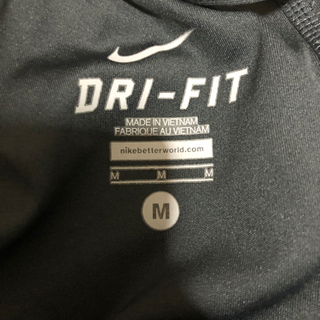 DRI-FIT
MADE IN VIETNAM
FABRIQUE AU VIETNAM
nikebetterworld.com
M M M
M